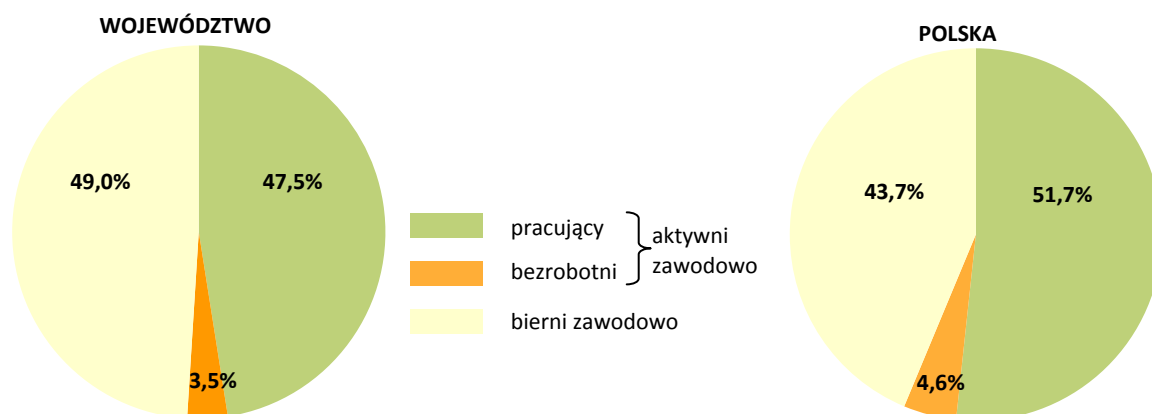 WOJEWÓDZTWO
49,0%
47,5%
3,5%
pracujący
bezrobotni
aktywni
zawodowo
bierni zawodowo
POLSKA
43,7%
51,7%
4,6%